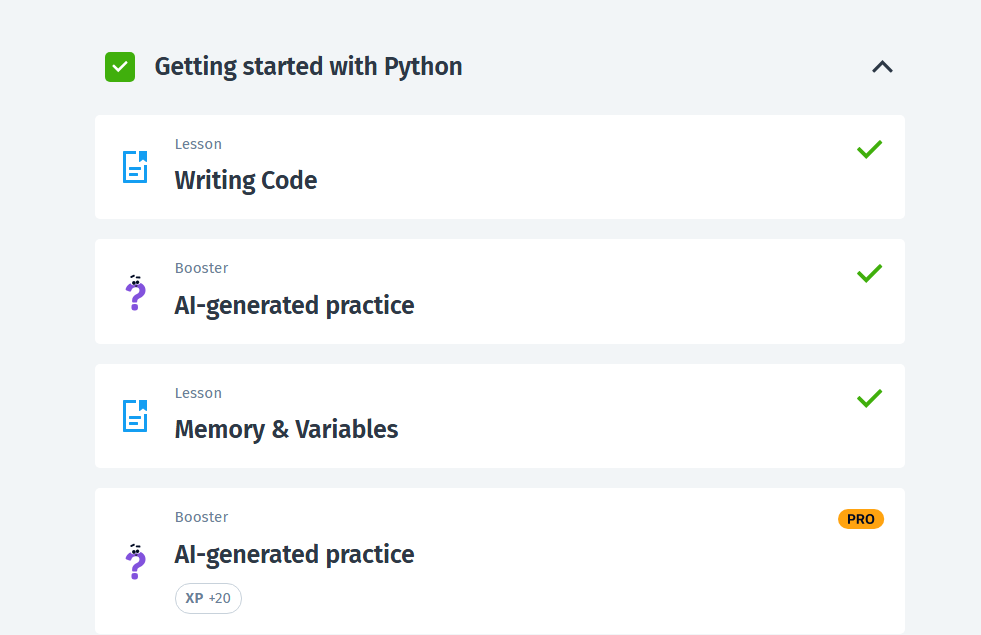 Getting started with Python
Lesson
Writing Code
Booster
AI-generated practice
Lesson
Memory & Variables
Booster
PRO
AI-generated practice
XP +20